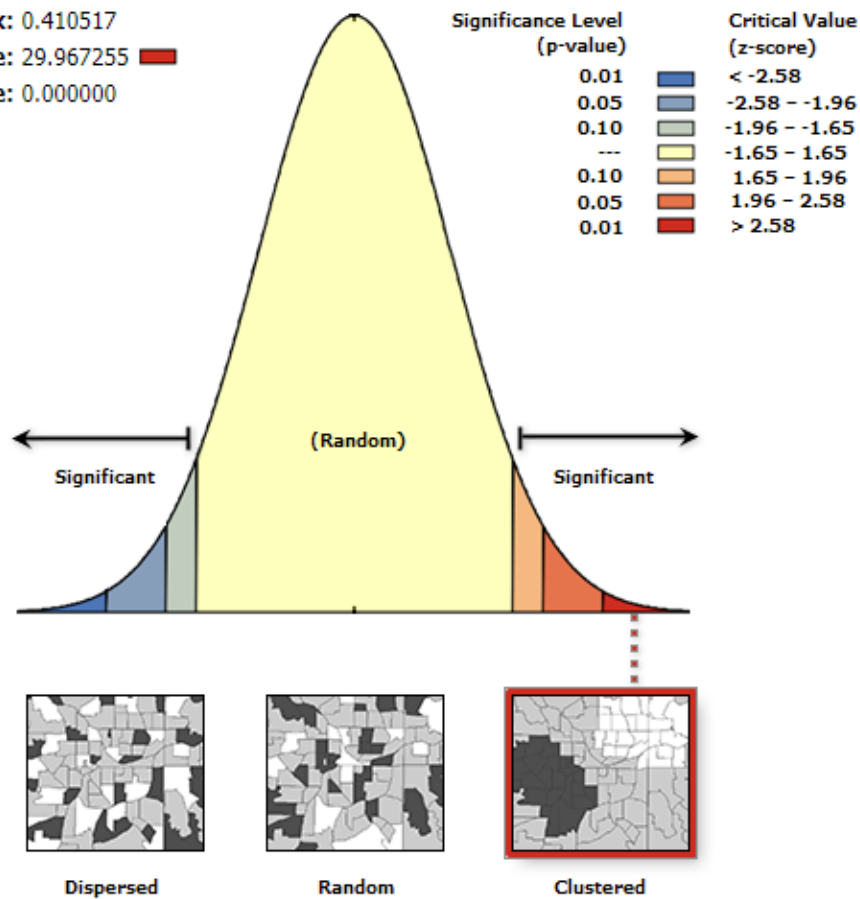 x: 0.410517
e: 29.967255
e: 0.000000
Significance Level
(p-value)
Critical Value
(z-score)
0.01 < -2.58
0.05 -2.58 – -1.96
0.10 -1.96 – -1.65
--- -1.65 – 1.65
0.10 1.65 – 1.96
0.05 1.96 – 2.58
0.01 > 2.58
(Random)
Significant
Significant
Dispersed
Random
Clustered